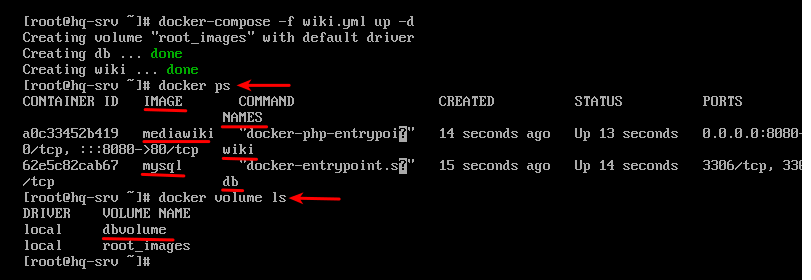 [root@hq-srv ~]# docker-compose -f wiki.yml up -d
Creating volume "root_images" with default driver
Creating db ... done
Creating wiki ... done
[root@hq-srv ~]# docker ps
CONTAINER ID   IMAGE       COMMAND                  CREATED          STATUS          PORTS
                         NAMES
a0c33452b419   mediawiki   "docker-php-entrypoi?"   14 seconds ago   Up 13 seconds   0.0.0.0:8080-
0/tcp, :::8080->80/tcp   wiki
62e5c82cab67   mysql       "docker-entrypoint.s?"   15 seconds ago   Up 14 seconds   3306/tcp, 330
/tcp                     db
[root@hq-srv ~]# docker volume ls
DRIVER    VOLUME NAME
local     dbvolume
local     root_images
[root@hq-srv ~]#